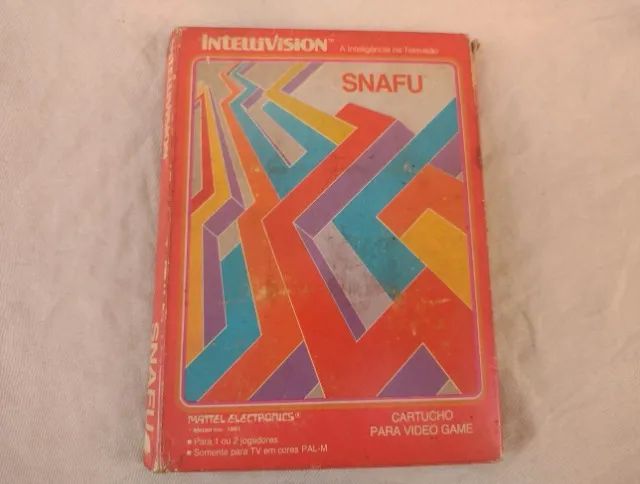 INTELLIVISION™ A Inteligência na Televisão
SNAFU
MATTEL ELECTRONICS®
CARTUCHO
PARA VIDEO GAME
• Para 1 ou 2 jogadores
• Somente para TV em cores PAL-M
SNAFU